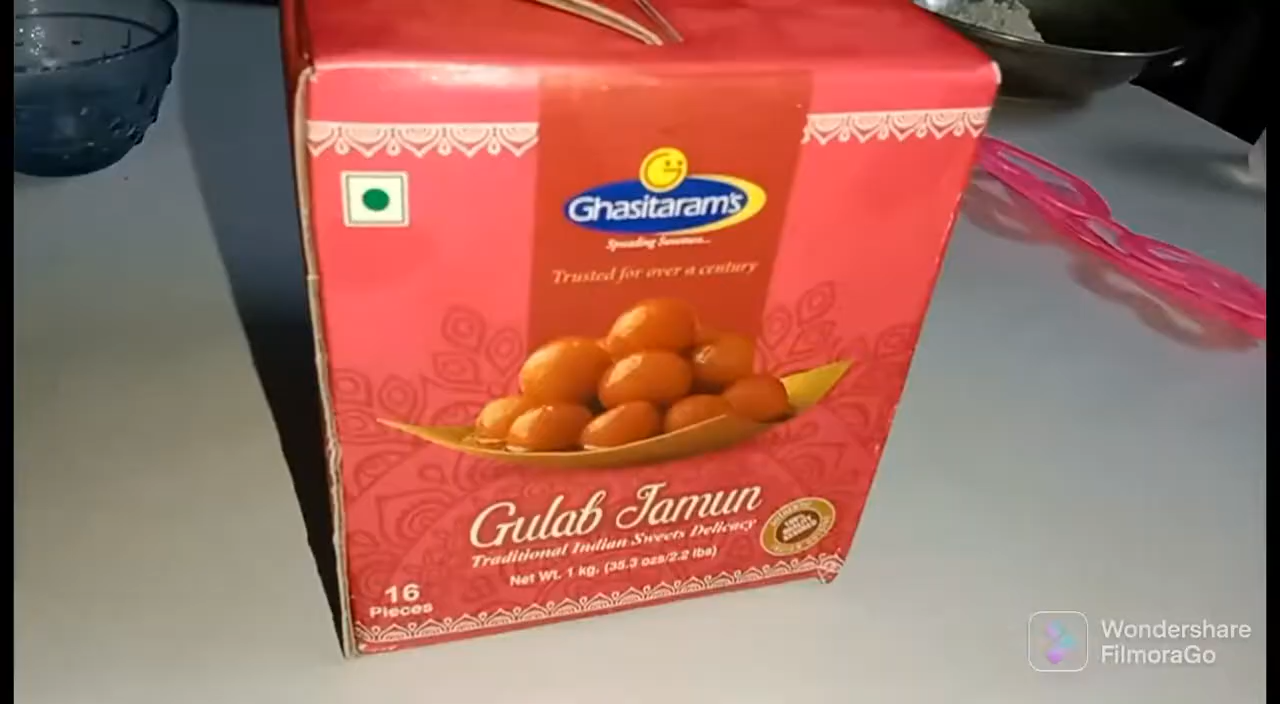 Ghasitaram's
Spreading Sweetness...
Trusted for over a century
Gulab Jamun
Traditional Indian Sweets Delicacy
Net Wt. 1 kg, (35.3 ozs/2.2 lbs)
16
Pieces
Wondershare
FilmoraGo